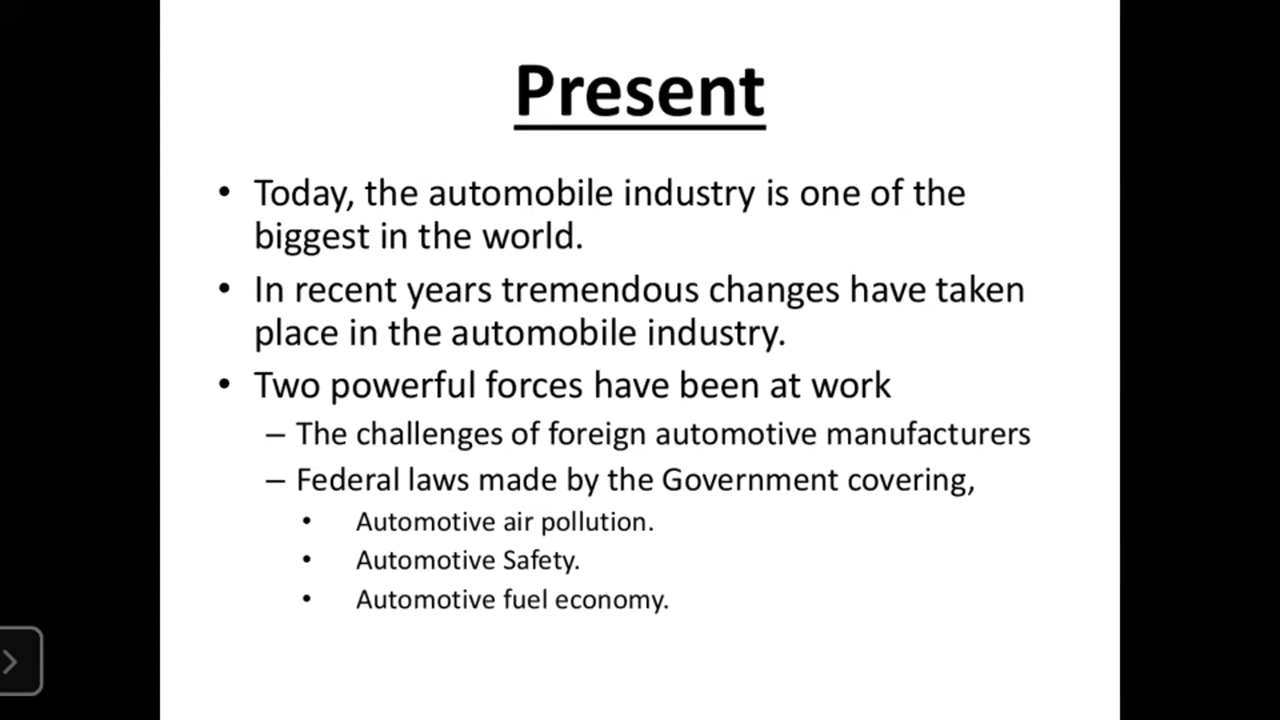 Present
• Today, the automobile industry is one of the
biggest in the world.
• In recent years tremendous changes have taken
place in the automobile industry.
• Two powerful forces have been at work
– The challenges of foreign automotive manufacturers
– Federal laws made by the Government covering,
• Automotive air pollution.
• Automotive Safety.
• Automotive fuel economy.